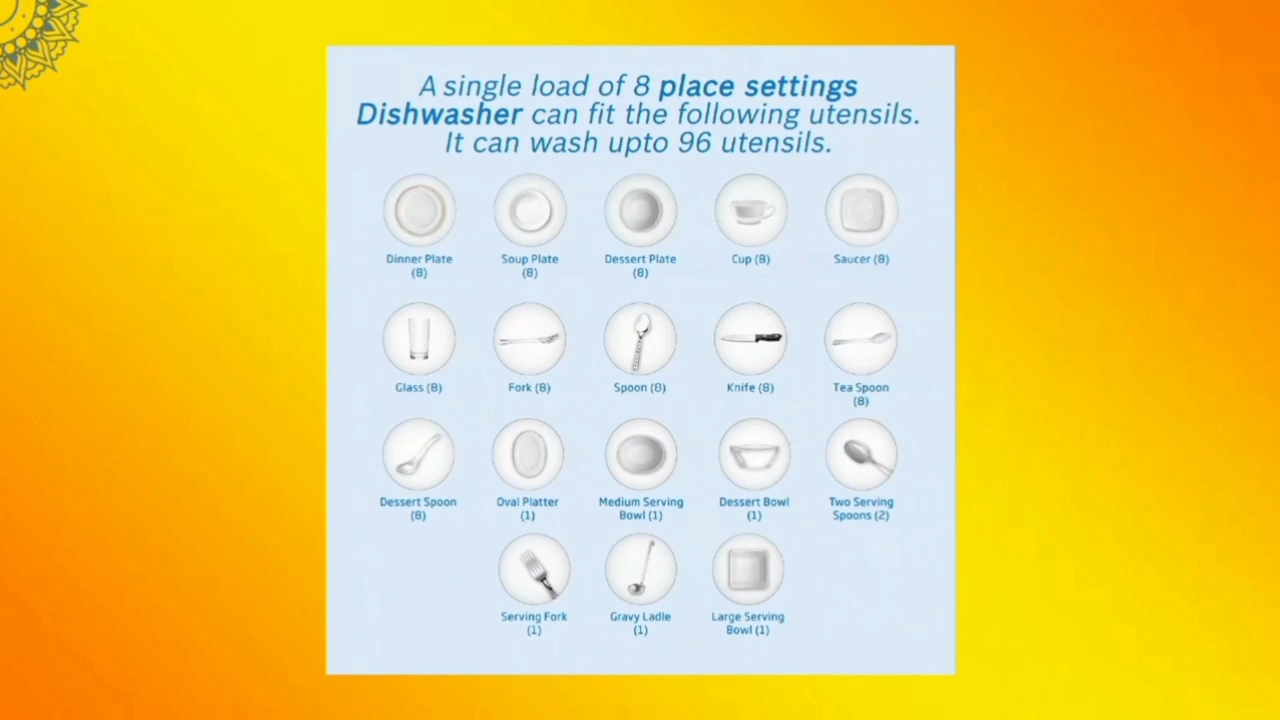 A single load of 8 place settings
Dishwasher can fit the following utensils.
It can wash upto 96 utensils.
Dinner Plate
(8)
Soup Plate
(8)
Dessert Plate
(8)
Cup (8)
Saucer (8)
Glass (8)
Fork (8)
Spoon (8)
Knife (8)
Tea Spoon
(8)
Dessert Spoon
(8)
Oval Platter
(1)
Medium Serving
Bowl (1)
Dessert Bowl
(1)
Two Serving
Spoons (2)
Serving Fork
(1)
Gravy Ladle
(1)
Large Serving
Bowl (1)